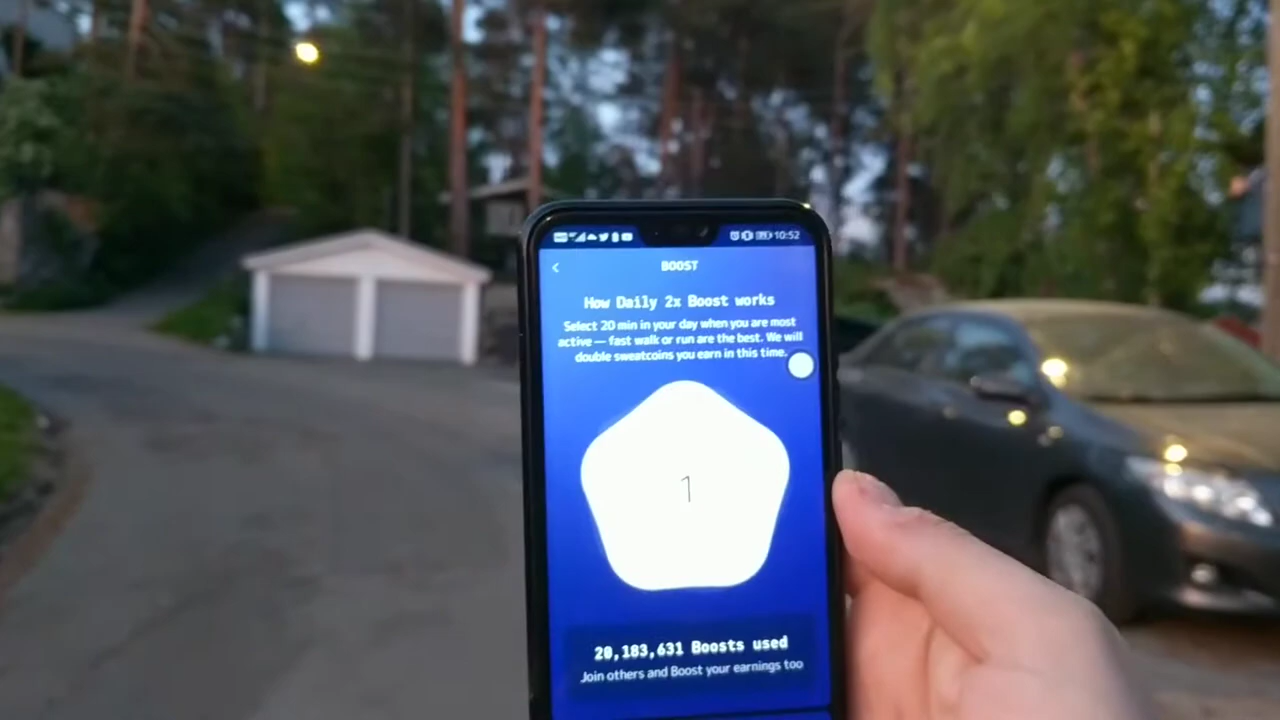 10:52
BOOST
How Daily 2x Boost works
Select 20 min in your day when you are most
active — fast walk or run are the best. We will
double sweatcoins you earn in this time.
1
20,183,631 Boosts used
Join others and Boost your earnings too